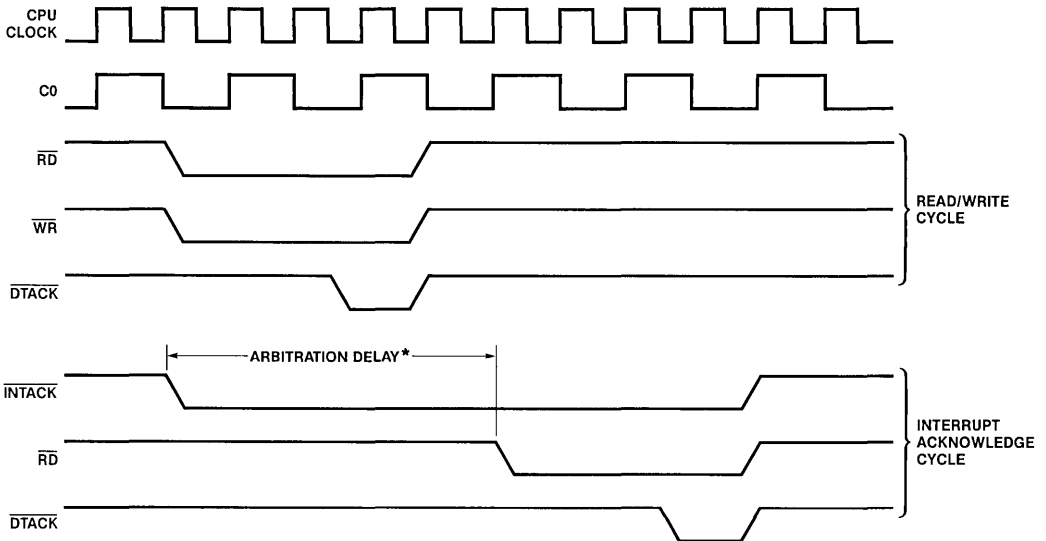 CPU
CLOCK
C0
RD
WR
READ/WRITE
CYCLE
DTACK
ARBITRATION DELAY*
INTACK
RD
INTERRUPT
ACKNOWLEDGE
CYCLE
DTACK